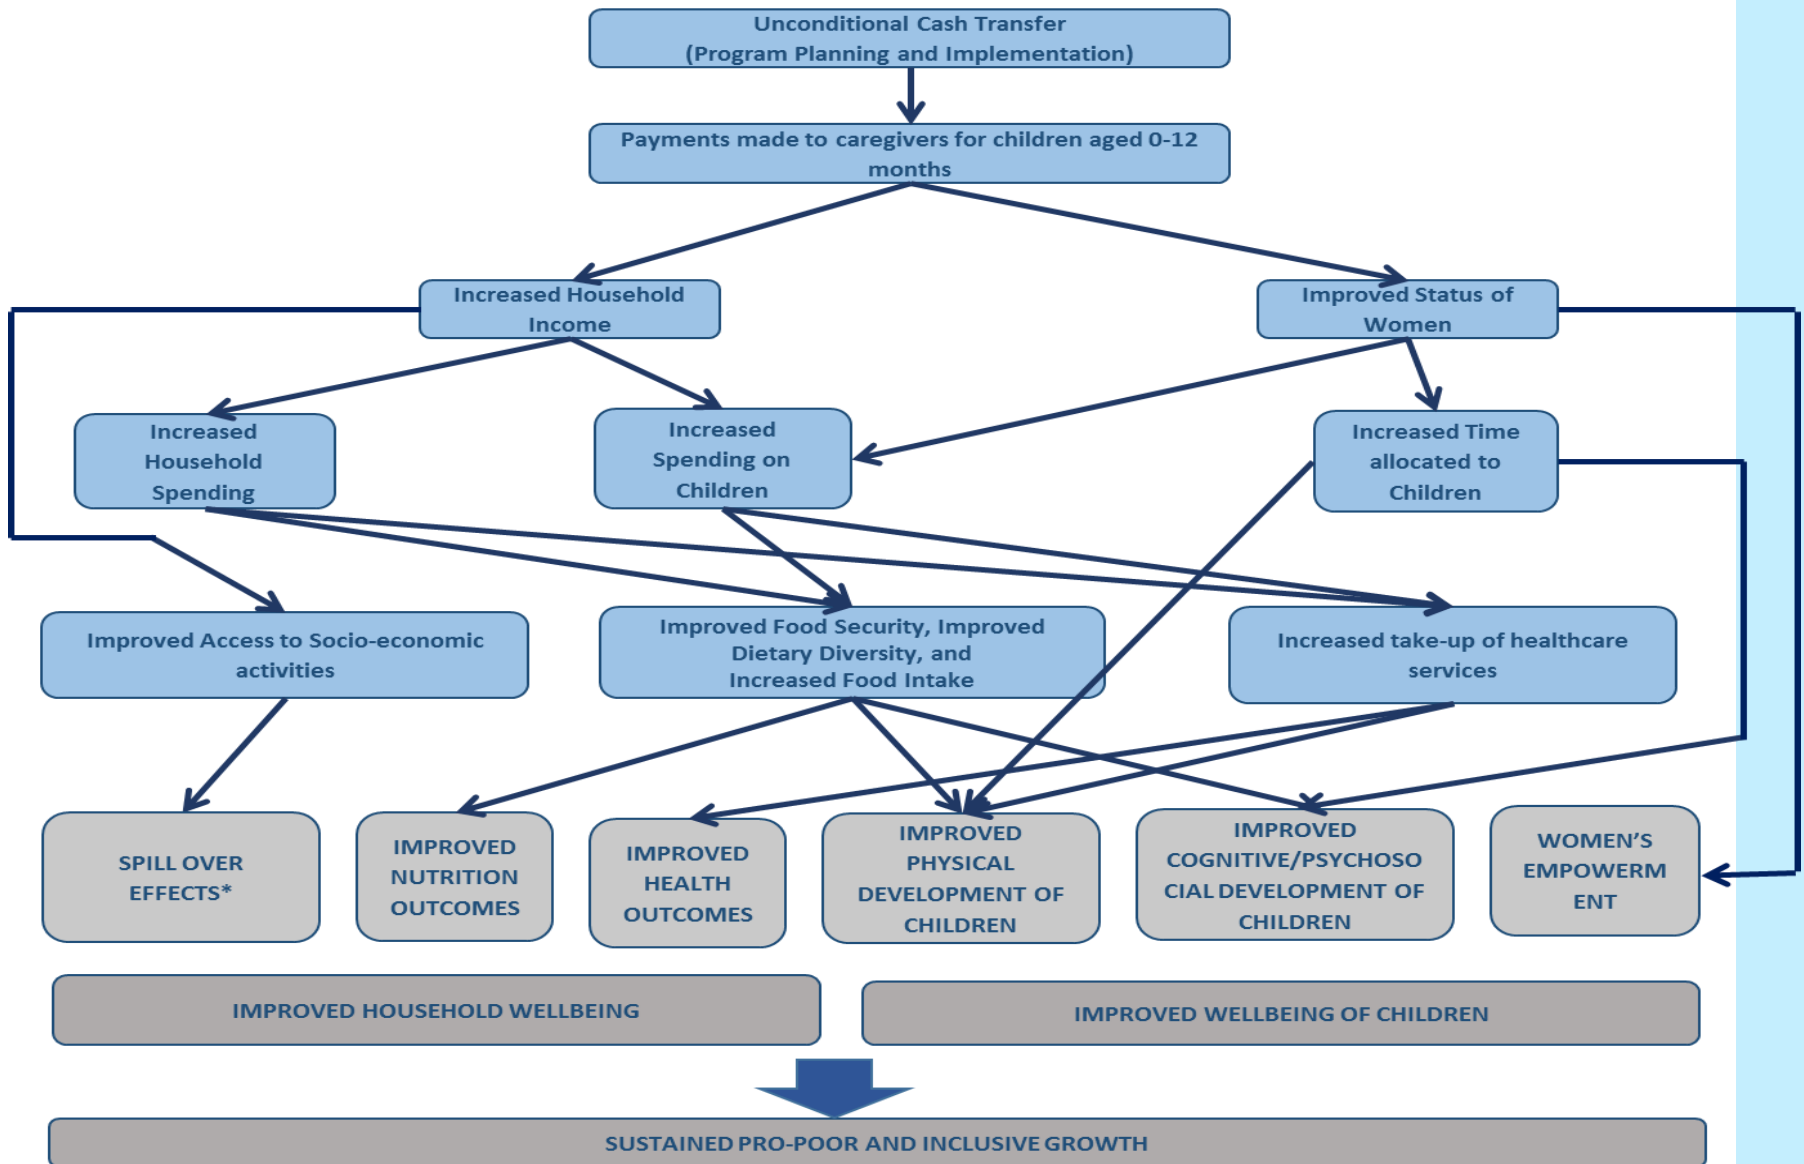 Unconditional Cash Transfer
(Program Planning and Implementation)
Payments made to caregivers for children aged 0-12
months
Increased Household
Income
Improved Status of
Women
Increased
Household
Spending
Increased
Spending on
Children
Increased Time
allocated to
Children
Improved Access to Socio-economic
activities
Improved Food Security, Improved
Dietary Diversity, and
Increased Food Intake
Increased take-up of healthcare
services
SPILL OVER
EFFECTS*
IMPROVED
NUTRITION
OUTCOMES
IMPROVED
HEALTH
OUTCOMES
IMPROVED
PHYSICAL
DEVELOPMENT OF
CHILDREN
IMPROVED
COGNITIVE/PSYCHOSO
CIAL DEVELOPMENT OF
CHILDREN
WOMEN'S
EMPOWERM
ENT
IMPROVED HOUSEHOLD WELLBEING
IMPROVED WELLBEING OF CHILDREN
SUSTAINED PRO-POOR AND INCLUSIVE GROWTH